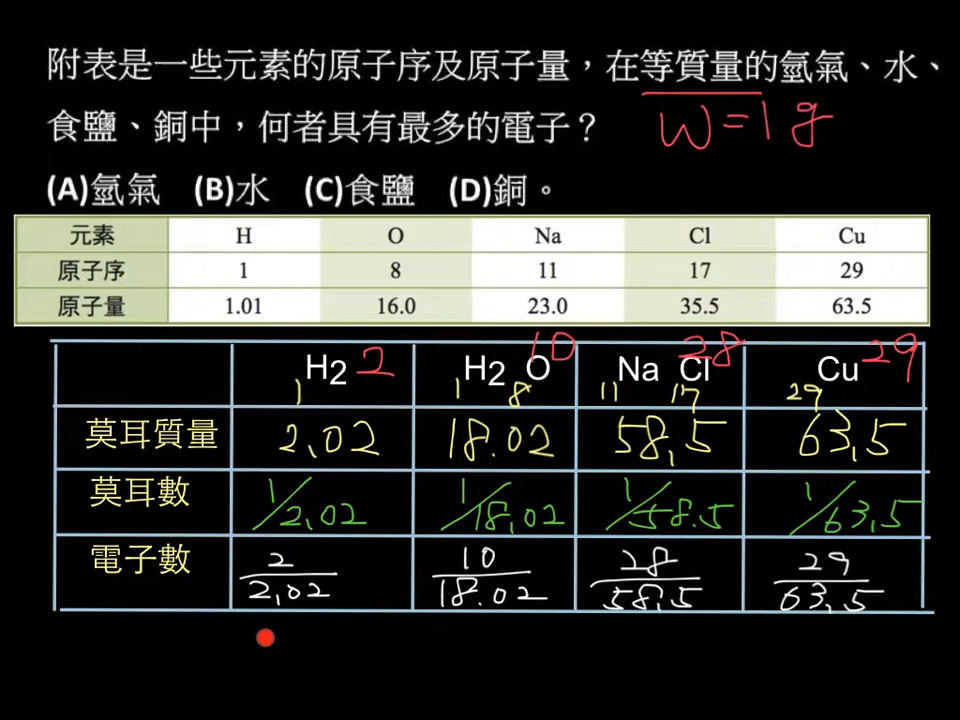 附表是一些元素的原子序及原子量，在等質量的氫氣、水、
食鹽、銅中，何者具有最多的電子？ W=1g
(A)氫氣 (B)水 (C)食鹽 (D)銅。
元素 H O Na Cl Cu
原子序 1 8 11 17 29
原子量 1.01 16.0 23.0 35.5 63.5
H2 2 H2 O 10 Na Cl 28 Cu 29
1 1 8 11 17 29
莫耳質量 2.02 18.02 58.5 63.5
莫耳數 1/2.02 1/18.02 1/58.5 1/63.5
電子數 2/2.02 10/18.02 28/58.5 29/63.5